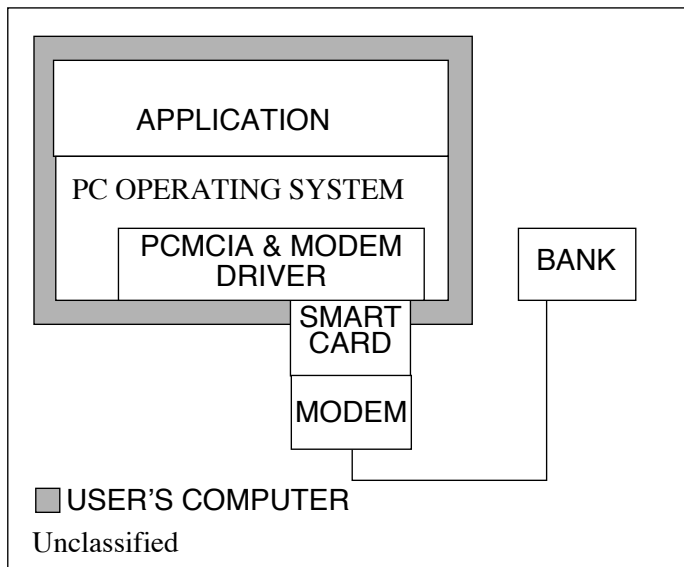 APPLICATION
PC OPERATING SYSTEM
PCMCIA & MODEM
DRIVER
BANK
SMART
CARD
MODEM
USER'S COMPUTER
Unclassified